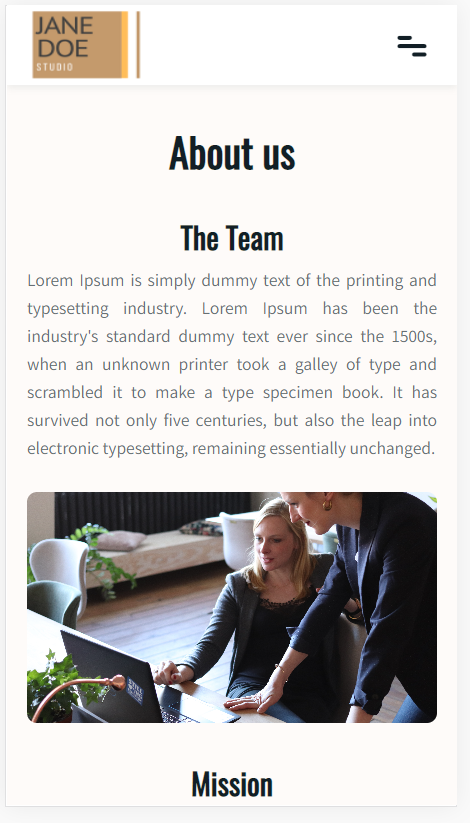 JANE
DOE
STUDIO
About us
The Team
Lorem Ipsum is simply dummy text of the printing and
typesetting industry. Lorem Ipsum has been the
industry's standard dummy text ever since the 1500s,
when an unknown printer took a galley of type and
scrambled it to make a type specimen book. It has
survived not only five centuries, but also the leap into
electronic typesetting, remaining essentially unchanged.
Mission